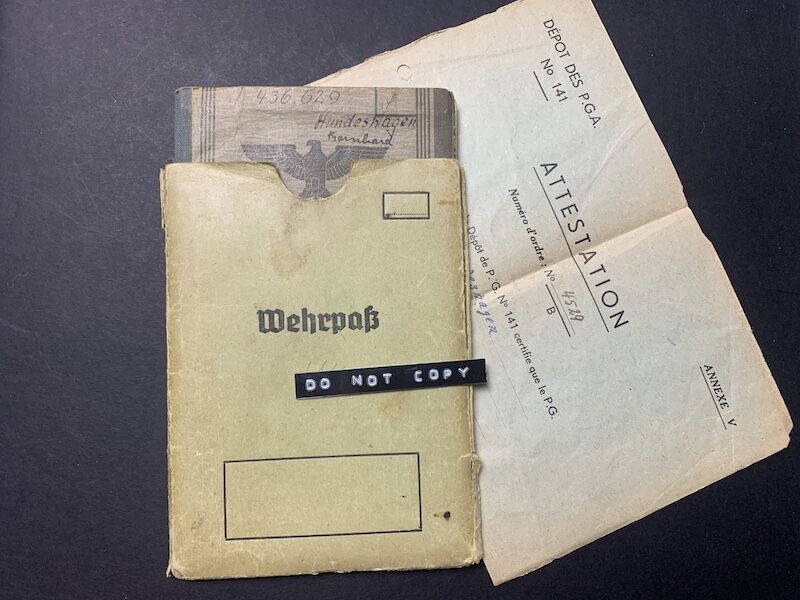 436.629
Hundeshagen
Bernhard
Wehrpaß
DO NOT COPY
DÉPOT DES P.G.A.
No 141
ATTESTATION
Numéro d'ordre : No 4529
B
ANNEXE V
Dépôt de P. G. No 141 certifie que le P.G.